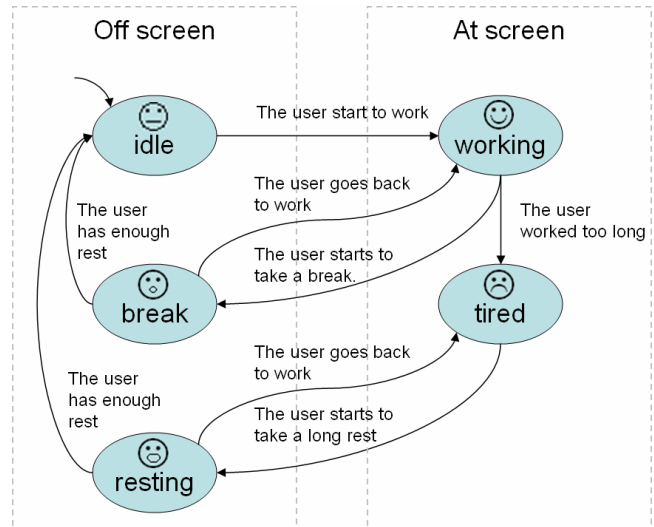 Off screen
At screen
idle
The user start to work
working
The user goes back
to work
The user
has enough
rest
The user
worked too long
The user starts to
take a break.
break
tired
The user goes back
to work
The user
has enough
rest
The user starts to
take a long rest
resting